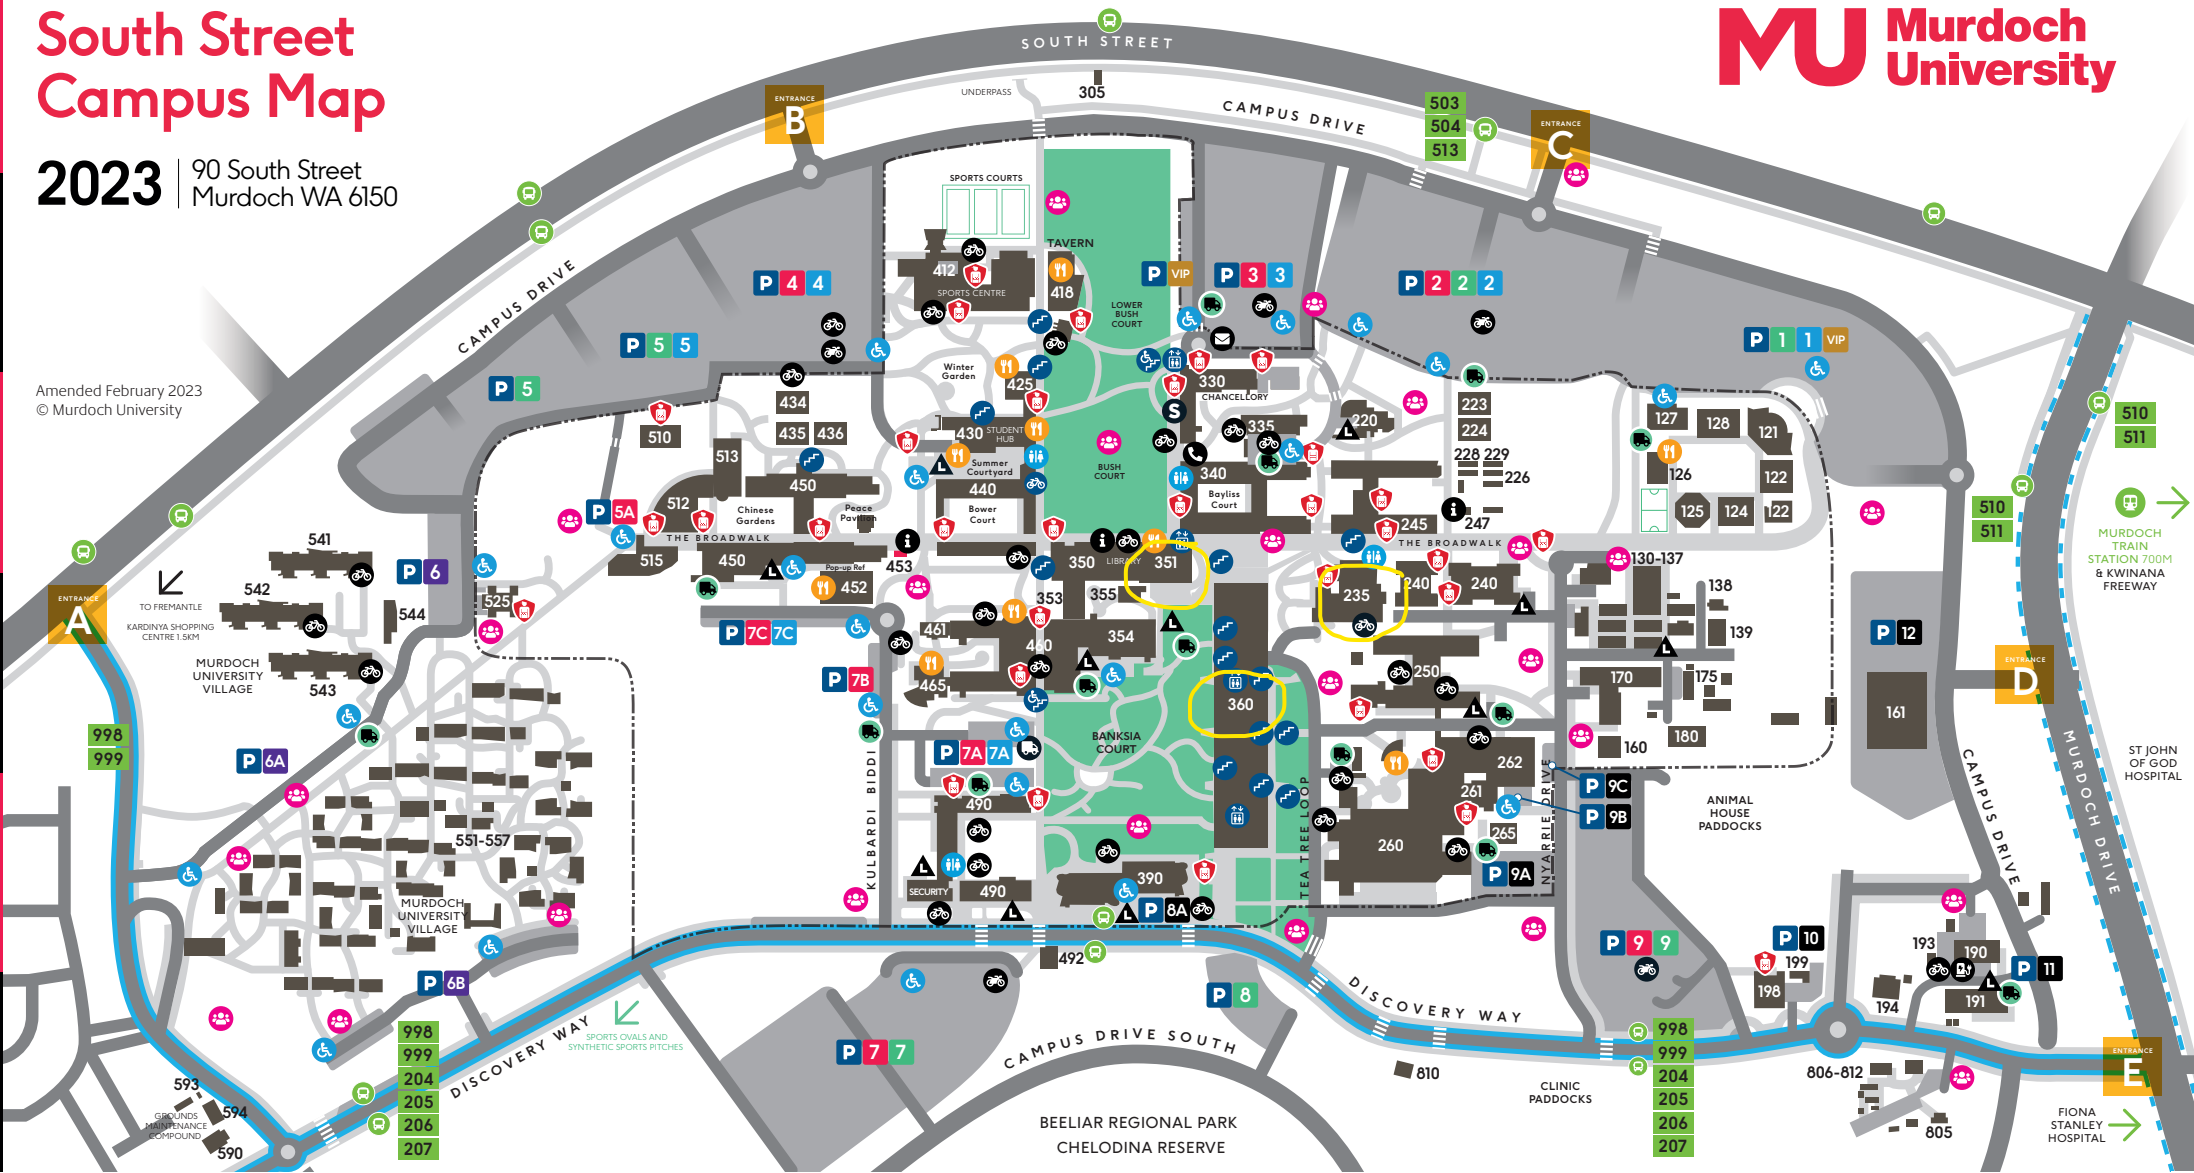 South Street
Campus Map
2023
90 South Street
Murdoch WA 6150
Amended February 2023
© Murdoch University
MU Murdoch
University
SOUTH STREET
UNDERPASS
305
CAMPUS DRIVE
503
504
513
ENTRANCE
B
ENTRANCE
C
SPORTS COURTS
TAVERN
412
SPORTS CENTRE
418
LOWER
BUSH
COURT
P VIP
P 3 3
P 2 2 2
P 1 1 VIP
P 4 4
P 5 5
P 5
CAMPUS DRIVE
Winter
Garden
425
330
CHANCELLORY
S
434
435 436
430
STUDENT
HUB
335
220
223
224
228 229
226
127
128
121
126
122
125
124
122
510
511
510
513
450
L
Summer
Courtyard
440
Bower
Court
BUSH
COURT
340
Bayliss
Court
245
247
510
511
MURDOCH
TRAIN
STATION 700M
& KWINANA
FREEWAY
512
Chinese
Gardens
Peace
Pavilion
P 5A
THE BROADWALK
THE BROADWALK
515
450
L
Pop-up Ref
452
453
350
LIBRARY
351
353
355
354
235
240
240
L
130-137
138
139
L
P 12
541
542
543
544
P 6
525
ENTRANCE
A
TO FREMANTLE
KARDINYA SHOPPING
CENTRE 1.5KM
MURDOCH
UNIVERSITY
VILLAGE
P 7C 7C
461
460
465
L
L
P 7B
250
L
170
175
160
180
161
ENTRANCE
D
360
BANKSIA
COURT
P 7A 7A
998
999
P 6A
551-557
MURDOCH
UNIVERSITY
VILLAGE
KULBARDI BIDDI
490
L
SECURITY
490
L
390
L
P 8A
TEA TREE LOOP
262
261
260
265
NYARRIE DRIVE
P 9C
P 9B
P 9A
ANIMAL
HOUSE
PADDOCKS
CAMPUS DRIVE
MURDOCH DRIVE
ST JOHN
OF GOD
HOSPITAL
P 6B
492
P 8
P 9 9
P 10
199
198
193
190
191
L
194
P 11
SPORTS OVALS AND
SYNTHETIC SPORTS PITCHES
DISCOVERY WAY
DISCOVERY WAY
P 7 7
CAMPUS DRIVE SOUTH
998
999
204
205
206
207
998
999
204
205
206
207
593
594
590
GROUNDS
MAINTENANCE
COMPOUND
BEELIAR REGIONAL PARK
CHELODINA RESERVE
810
CLINIC
PADDOCKS
806-812
805
ENTRANCE
E
FIONA
STANLEY
HOSPITAL